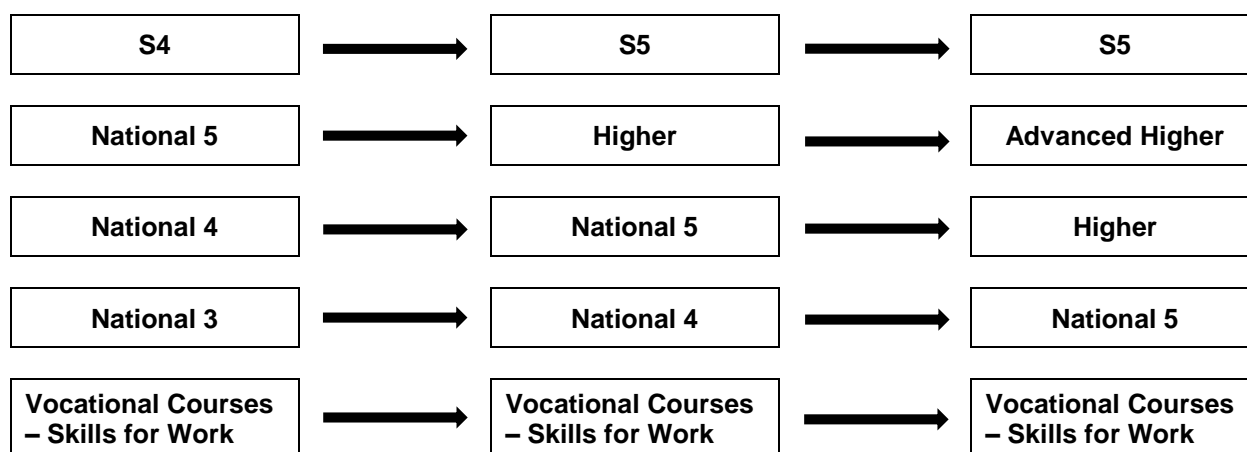 S4 S5 S5
National 5 Higher Advanced Higher
National 4 National 5 Higher
National 3 National 4 National 5
Vocational Courses Vocational Courses Vocational Courses
– Skills for Work – Skills for Work – Skills for Work